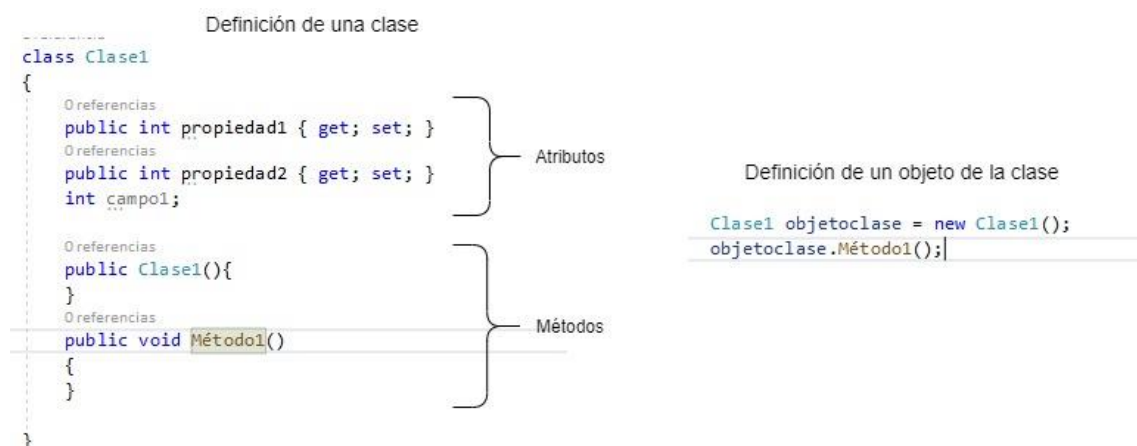 Definición de una clase
class Clase1
{
0 referencias
public int propiedad1 { get; set; }
0 referencias
public int propiedad2 { get; set; }
int campo1;
Atributos
0 referencias
public Clase1(){
}
0 referencias
public void Método1()
{
}
Métodos
}
Definición de un objeto de la clase
Clase1 objetoclase = new Clase1();
objetoclase.Método1();